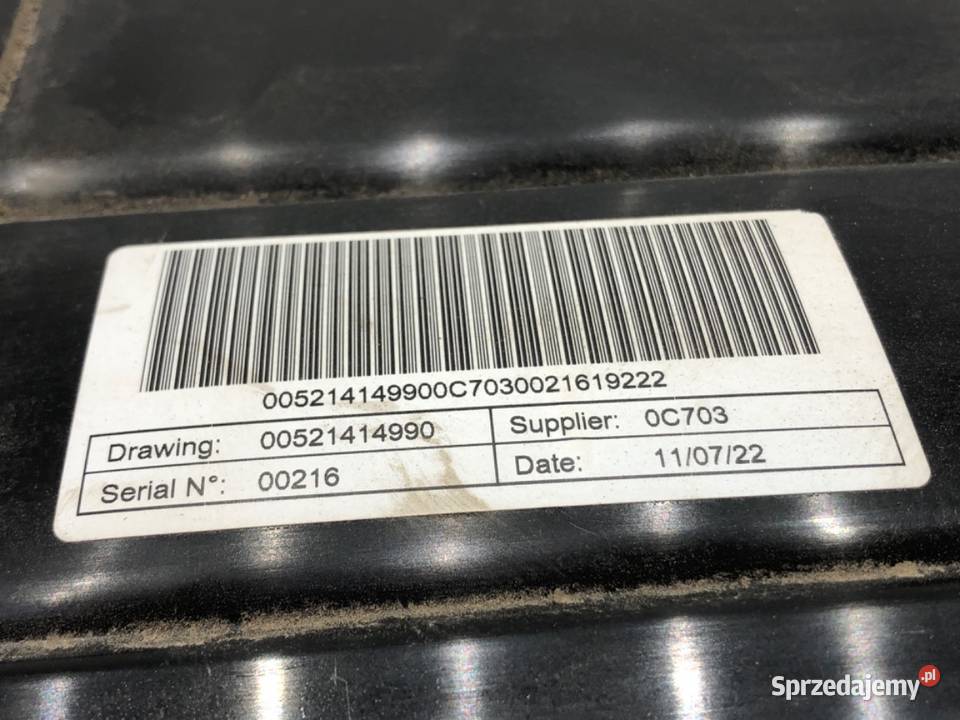 005214149900C7030021619222
Drawing: 00521414990 Supplier: 0C703
Serial N°: 00216 Date: 11/07/22
Sprzedajemy.pl